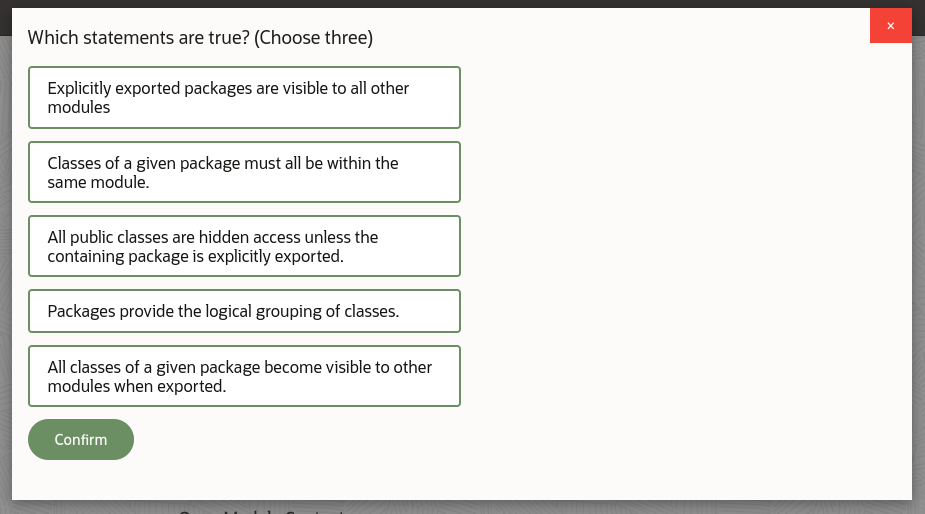 Which statements are true? (Choose three)
×
Explicitly exported packages are visible to all other
modules
Classes of a given package must all be within the
same module.
All public classes are hidden access unless the
containing package is explicitly exported.
Packages provide the logical grouping of classes.
All classes of a given package become visible to other
modules when exported.
Confirm